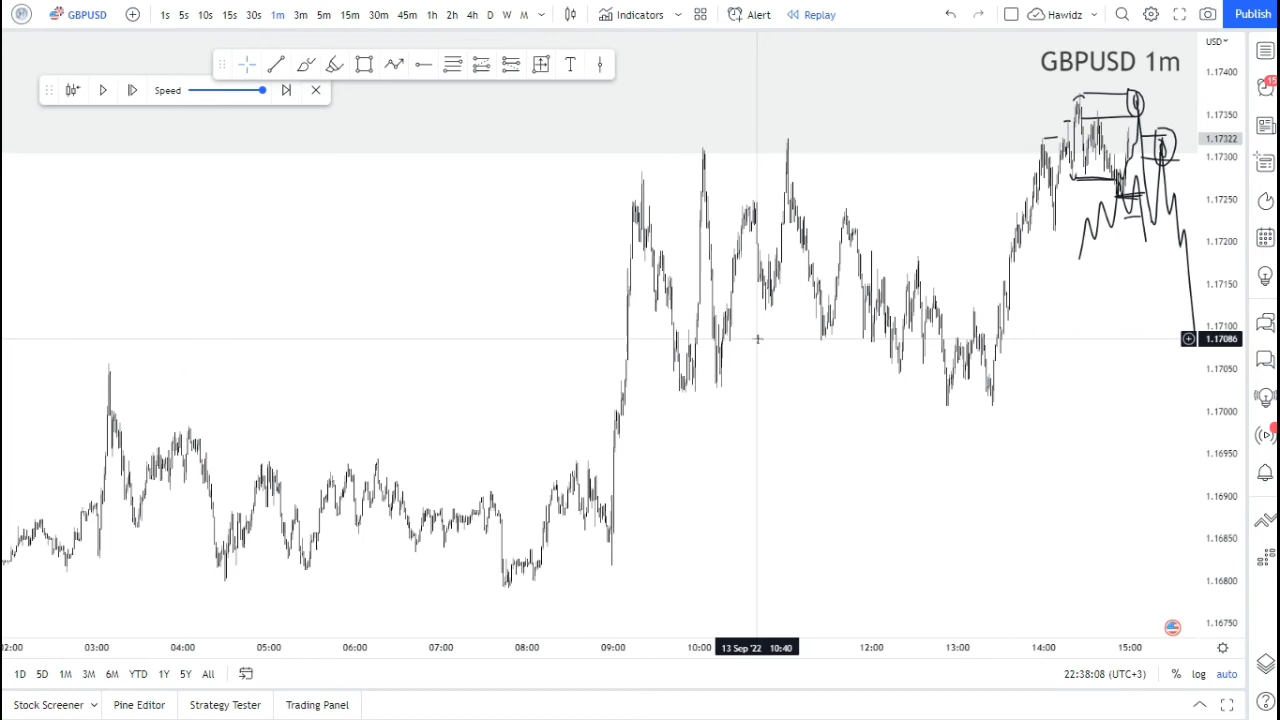 GBPUSD 1s 5s 10s 15s 30s 1m 3m 5m 15m 30m 45m 1h 2h 4h D W M Indicators Alert Replay Hawidz Publish
USD
GBPUSD 1m
Speed
1.17400
1.17350
1.17322
1.17300
1.17250
1.17200
1.17150
1.17100
1.17086
1.17050
1.17000
1.16950
1.16900
1.16850
1.16800
1.16750
02:00 03:00 04:00 05:00 06:00 07:00 08:00 09:00 10:00 13 Sep '22 10:40 12:00 13:00 14:00 15:00
1D 5D 1M 3M 6M YTD 1Y 5Y All 22:38:08 (UTC+3) % log auto
Stock Screener Pine Editor Strategy Tester Trading Panel